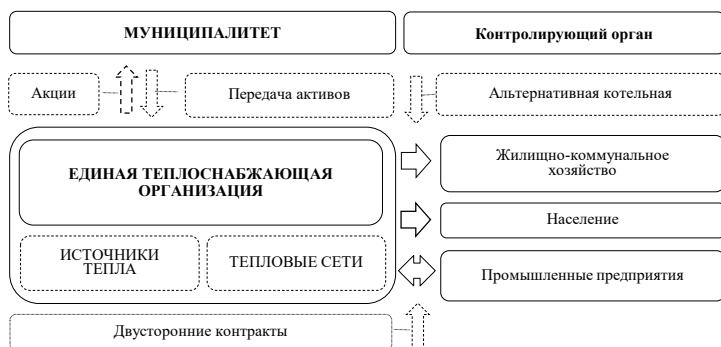 МУНИЦИПАЛИТЕТ
Контролирующий орган
Акции
Передача активов
Альтернативная котельная
ЕДИНАЯ ТЕПЛОСНАБЖАЮЩАЯ
ОРГАНИЗАЦИЯ
Жилищно-коммунальное
хозяйство
Население
ИСТОЧНИКИ
ТЕПЛА
ТЕПЛОВЫЕ СЕТИ
Промышленные предприятия
Двусторонние контракты